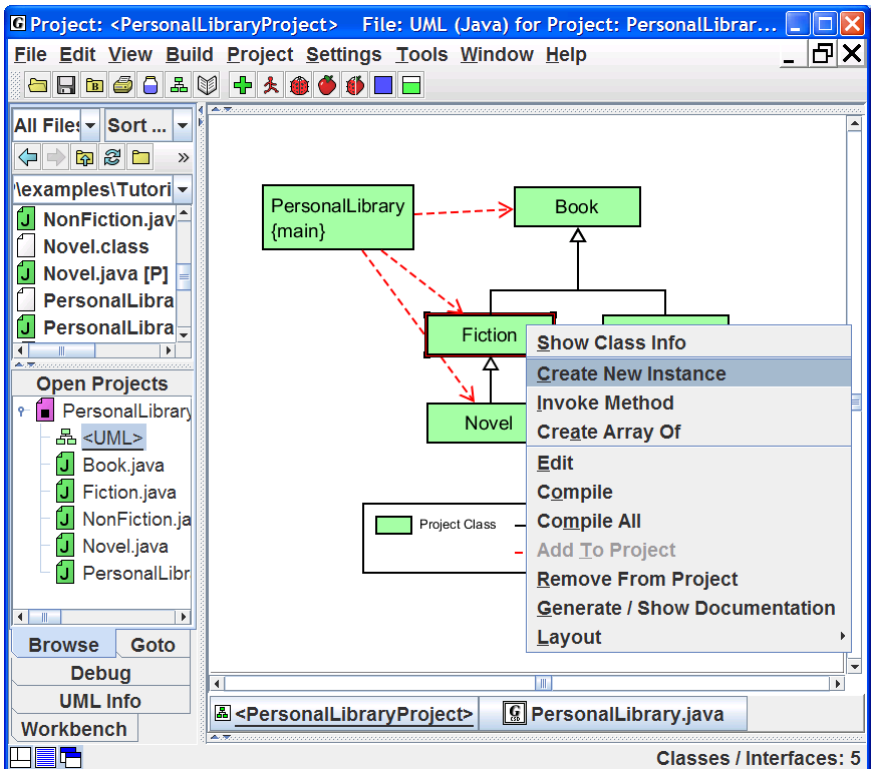 Project: <PersonalLibraryProject> File: UML (Java) for Project: PersonalLibrar...
File Edit View Build Project Settings Tools Window Help
All Files Sort ...
\examples\Tutori
NonFiction.jav
Novel.class
Novel.java [P]
PersonalLibra
PersonalLibra
Open Projects
PersonalLibrary
<UML>
Book.java
Fiction.java
NonFiction.ja
Novel.java
PersonalLibr
Browse Goto
Debug
UML Info
Workbench
PersonalLibrary
{main}
Book
Fiction
Novel
Project Class
Show Class Info
Create New Instance
Invoke Method
Create Array Of
Edit
Compile
Compile All
Add To Project
Remove From Project
Generate / Show Documentation
Layout
<PersonalLibraryProject> PersonalLibrary.java
Classes / Interfaces: 5